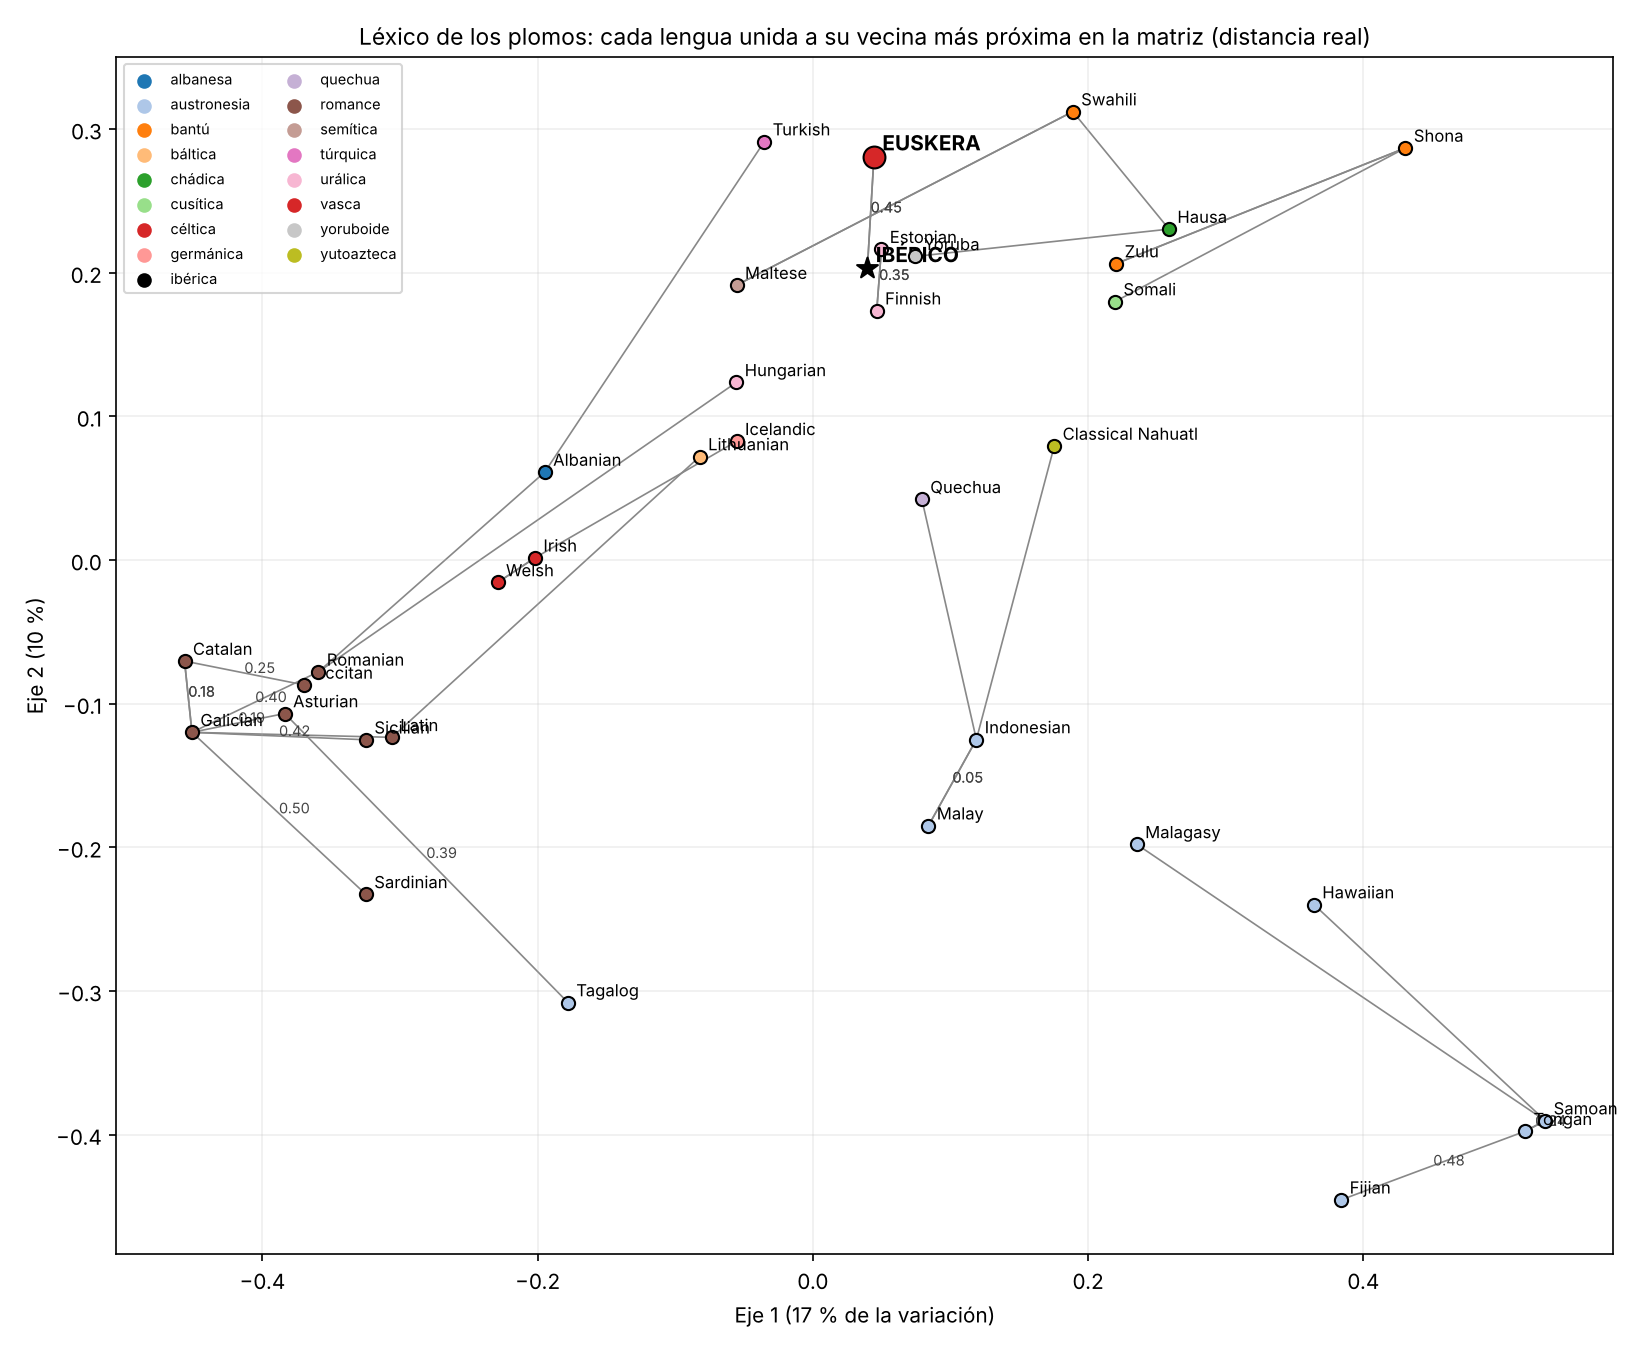 Léxico de los plomos: cada lengua unida a su vecina más próxima en la matriz (distancia real)
albanesa
austronesia
bantú
báltica
chádica
cusítica
céltica
germánica
ibérica
quechua
romance
semítica
túrquica
urálica
vasca
yoruboide
yutoazteca
Swahili
Turkish
EUSKERA
Shona
0.45
Hausa
Estonian
Yoruba
IBÉRICO
Zulu
0.35
Maltese
Somali
Finnish
Hungarian
Icelandic
Lithuanian
Classical Nahuatl
Albanian
Quechua
Irish
Welsh
Catalan
Romanian
0.25
ccitan
0.18
0.40
Asturian
Galician
0.19
Sicilian
Latin
0.42
Indonesian
0.05
0.50
Malay
Malagasy
0.39
Sardinian
Hawaiian
Tagalog
Samoan
Tongan
0.48
Fijian
0.3
0.2
0.1
0.0
−0.1
−0.2
−0.3
−0.4
Eje 2 (10 %)
−0.4
−0.2
0.0
0.2
0.4
Eje 1 (17 % de la variación)